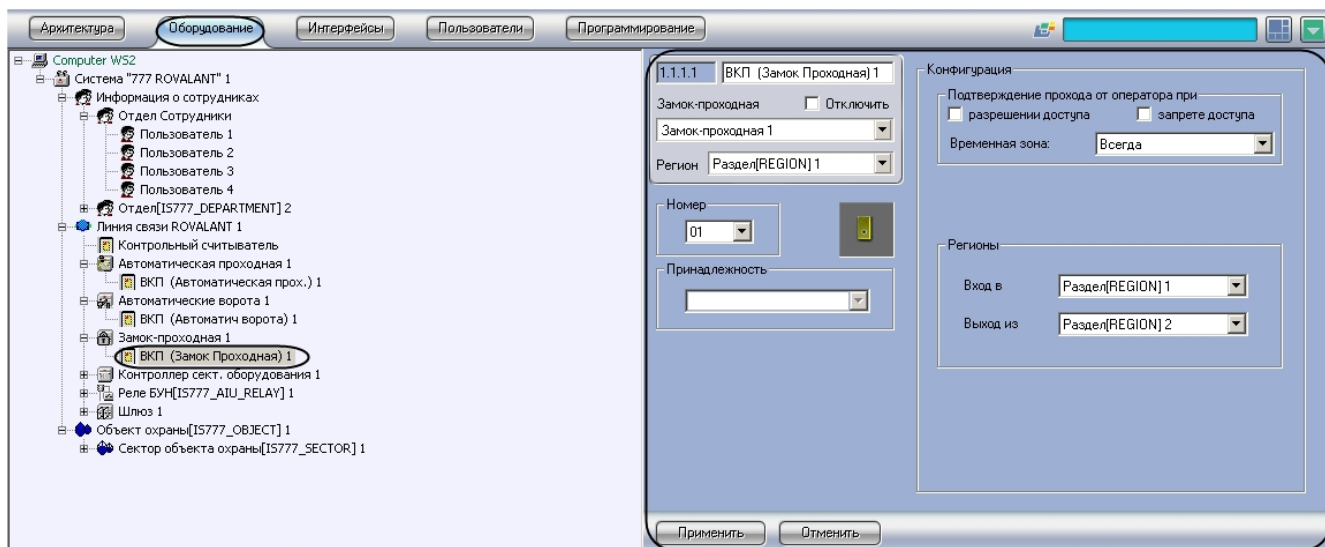 Архитектура
Оборудование
Интерфейсы
Пользователи
Программирование
Computer WS2
Система "777 ROVALANT" 1
Информация о сотрудниках
Отдел Сотрудники
Пользователь 1
Пользователь 2
Пользователь 3
Пользователь 4
Отдел[IS777_DEPARTMENT] 2
Линия связи ROVALANT 1
Контрольный считыватель
Автоматическая проходная 1
ВКП (Автоматическая прох.) 1
Автоматические ворота 1
ВКП (Автоматич ворота) 1
Замок-проходная 1
ВКП (Замок Проходная) 1
Контроллер сект. оборудования 1
Реле БУН[IS777_AIU_RELAY] 1
Шлюз 1
Объект охраны[IS777_OBJECT] 1
Сектор объекта охраны[IS777_SECTOR] 1
1.1.1.1 ВКП (Замок Проходная) 1
Замок-проходная Отключить
Замок-проходная 1
Регион Раздел[REGION] 1
Номер
01
Принадлежность
Конфигурация
Подтверждение прохода от оператора при
разрешении доступа запрете доступа
Временная зона: Всегда
Регионы
Вход в Раздел[REGION] 1
Выход из Раздел[REGION] 2
Применить Отменить